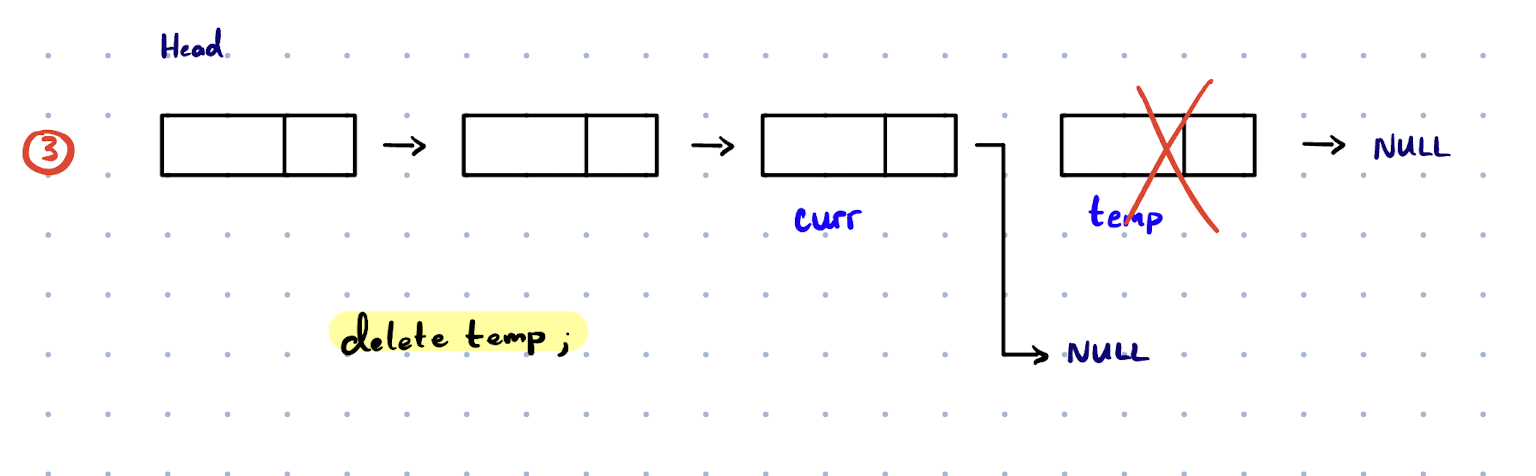 Head
3
NULL
curr
temp
delete temp;
NULL